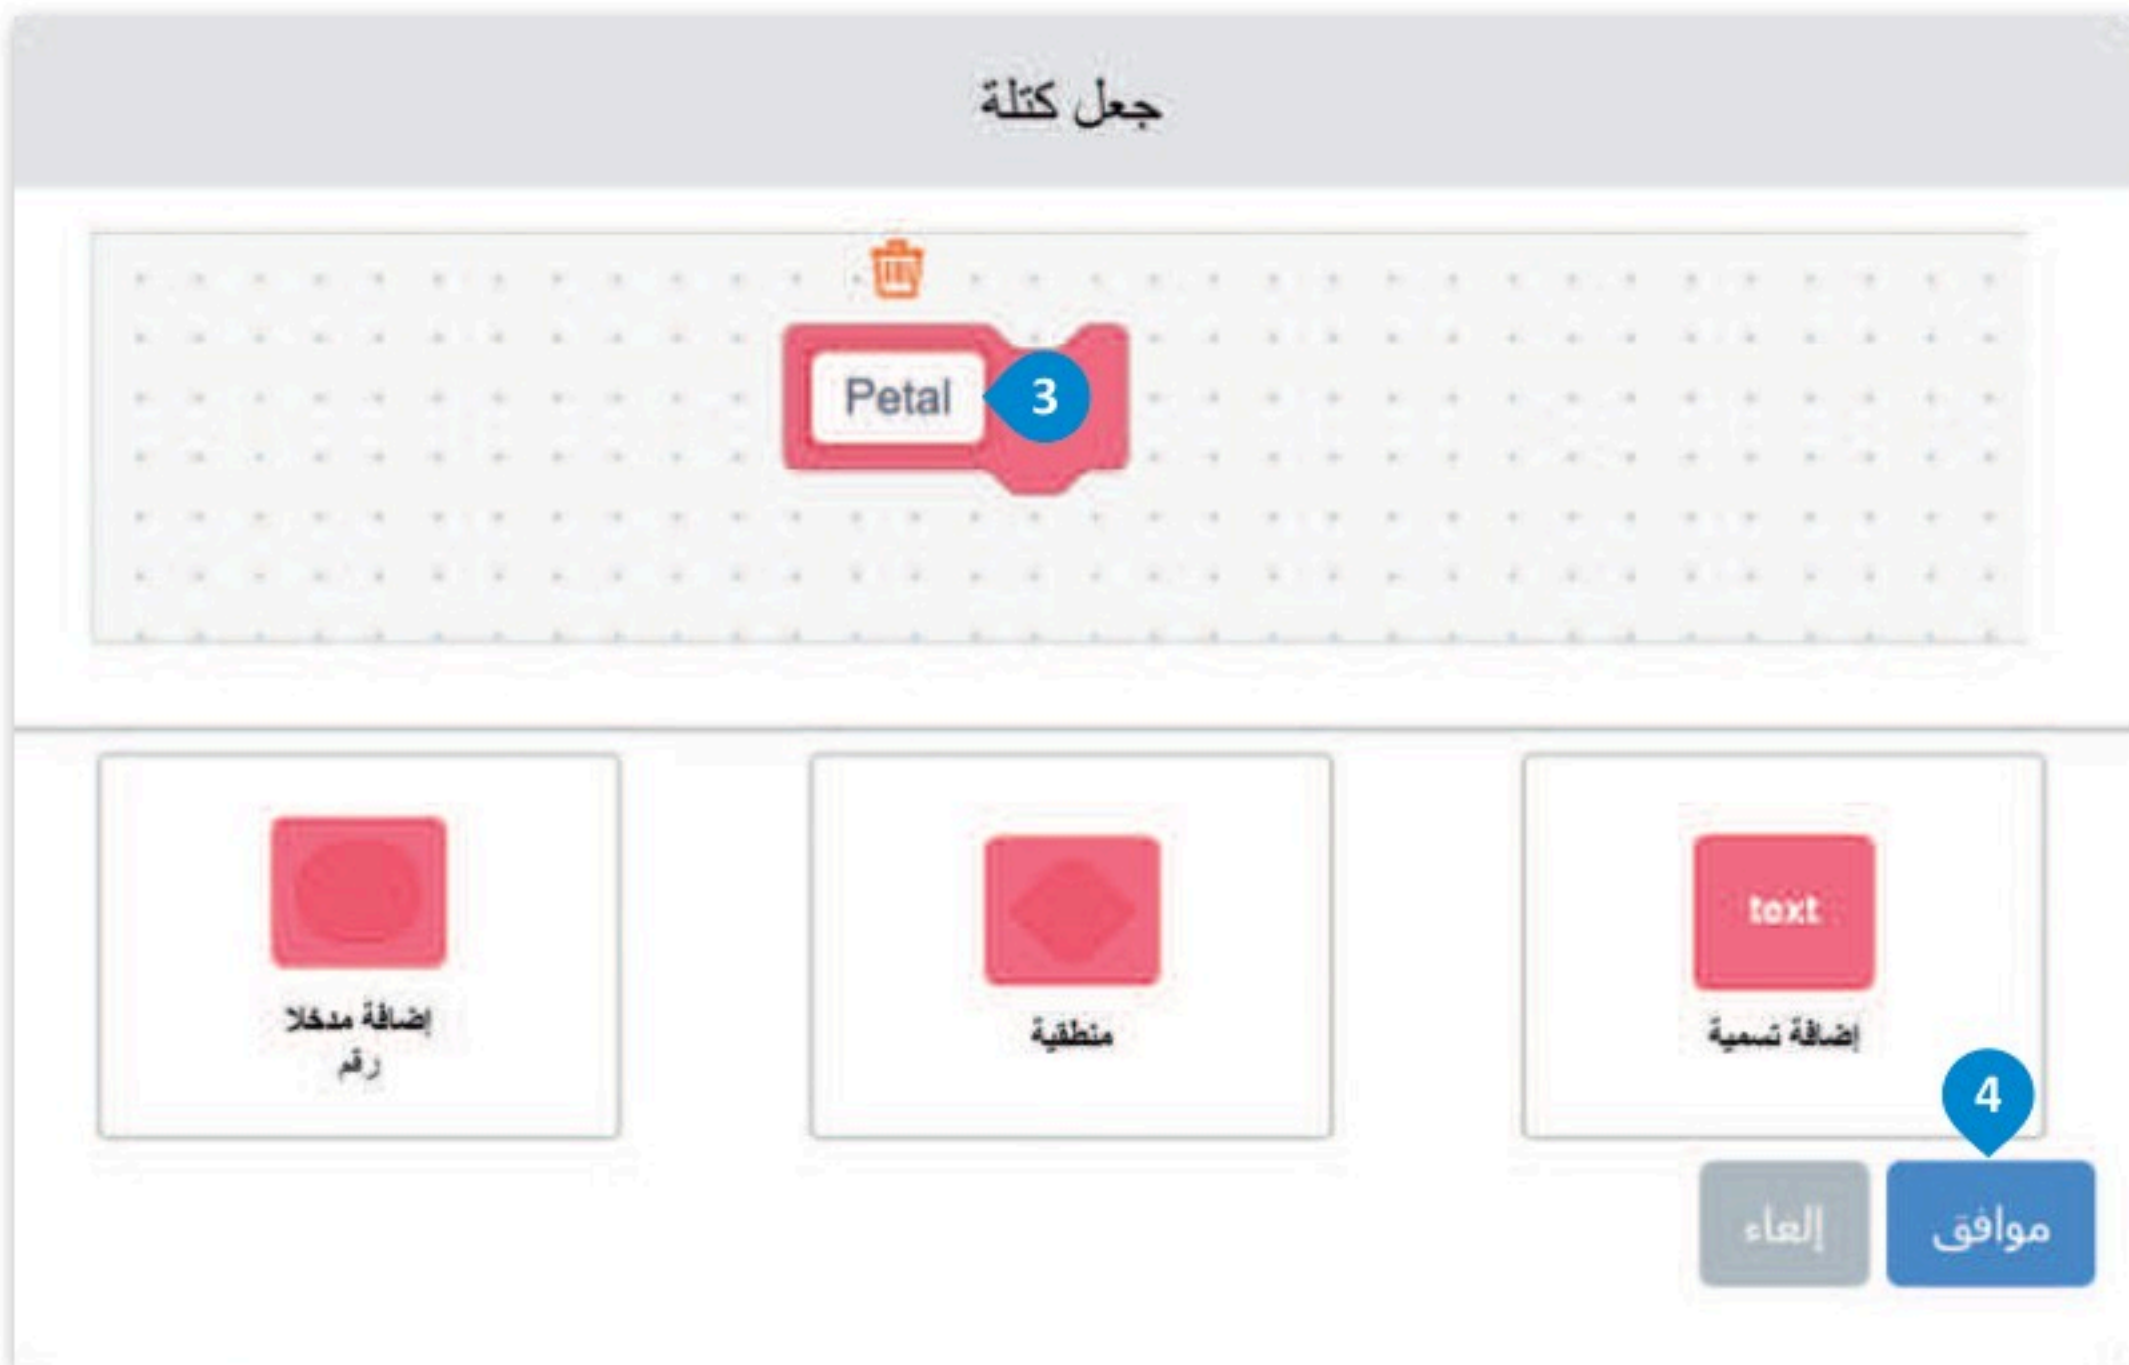 جعل كتلة
Petal
3
text
إضافة تسمية
منطقية
إضافة مدخلا
رقم
4
موافق
إلغاء